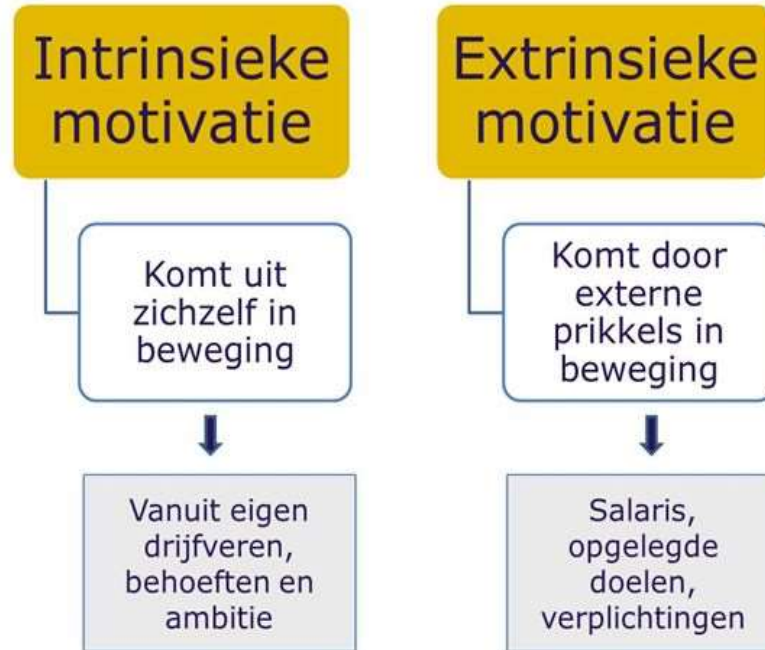 Intrinsieke
motivatie
Komt uit
zichzelf in
beweging
Vanuit eigen
drijfveren,
behoeften en
ambitie
Extrinsieke
motivatie
Komt door
externe
prikkels in
beweging
Salaris,
opgelegde
doelen,
verplichtingen